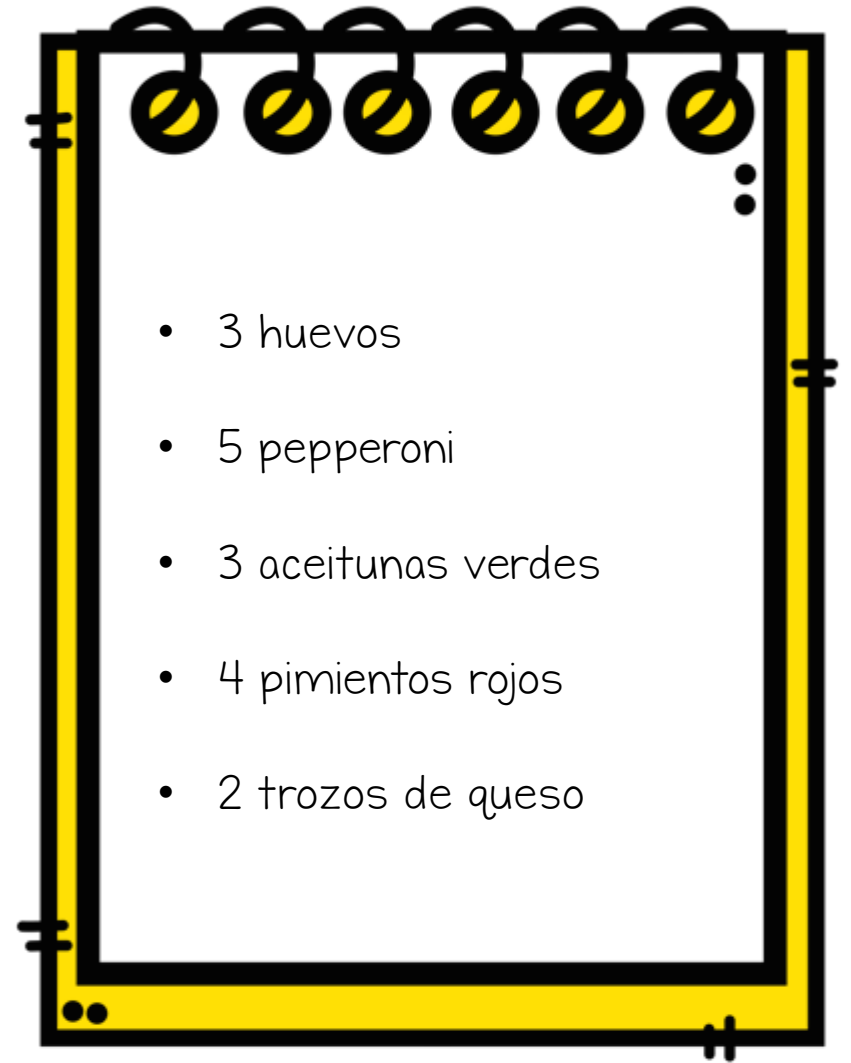 • 3 huevos
• 5 pepperoni
• 3 aceitunas verdes
• 4 pimientos rojos
• 2 trozos de queso